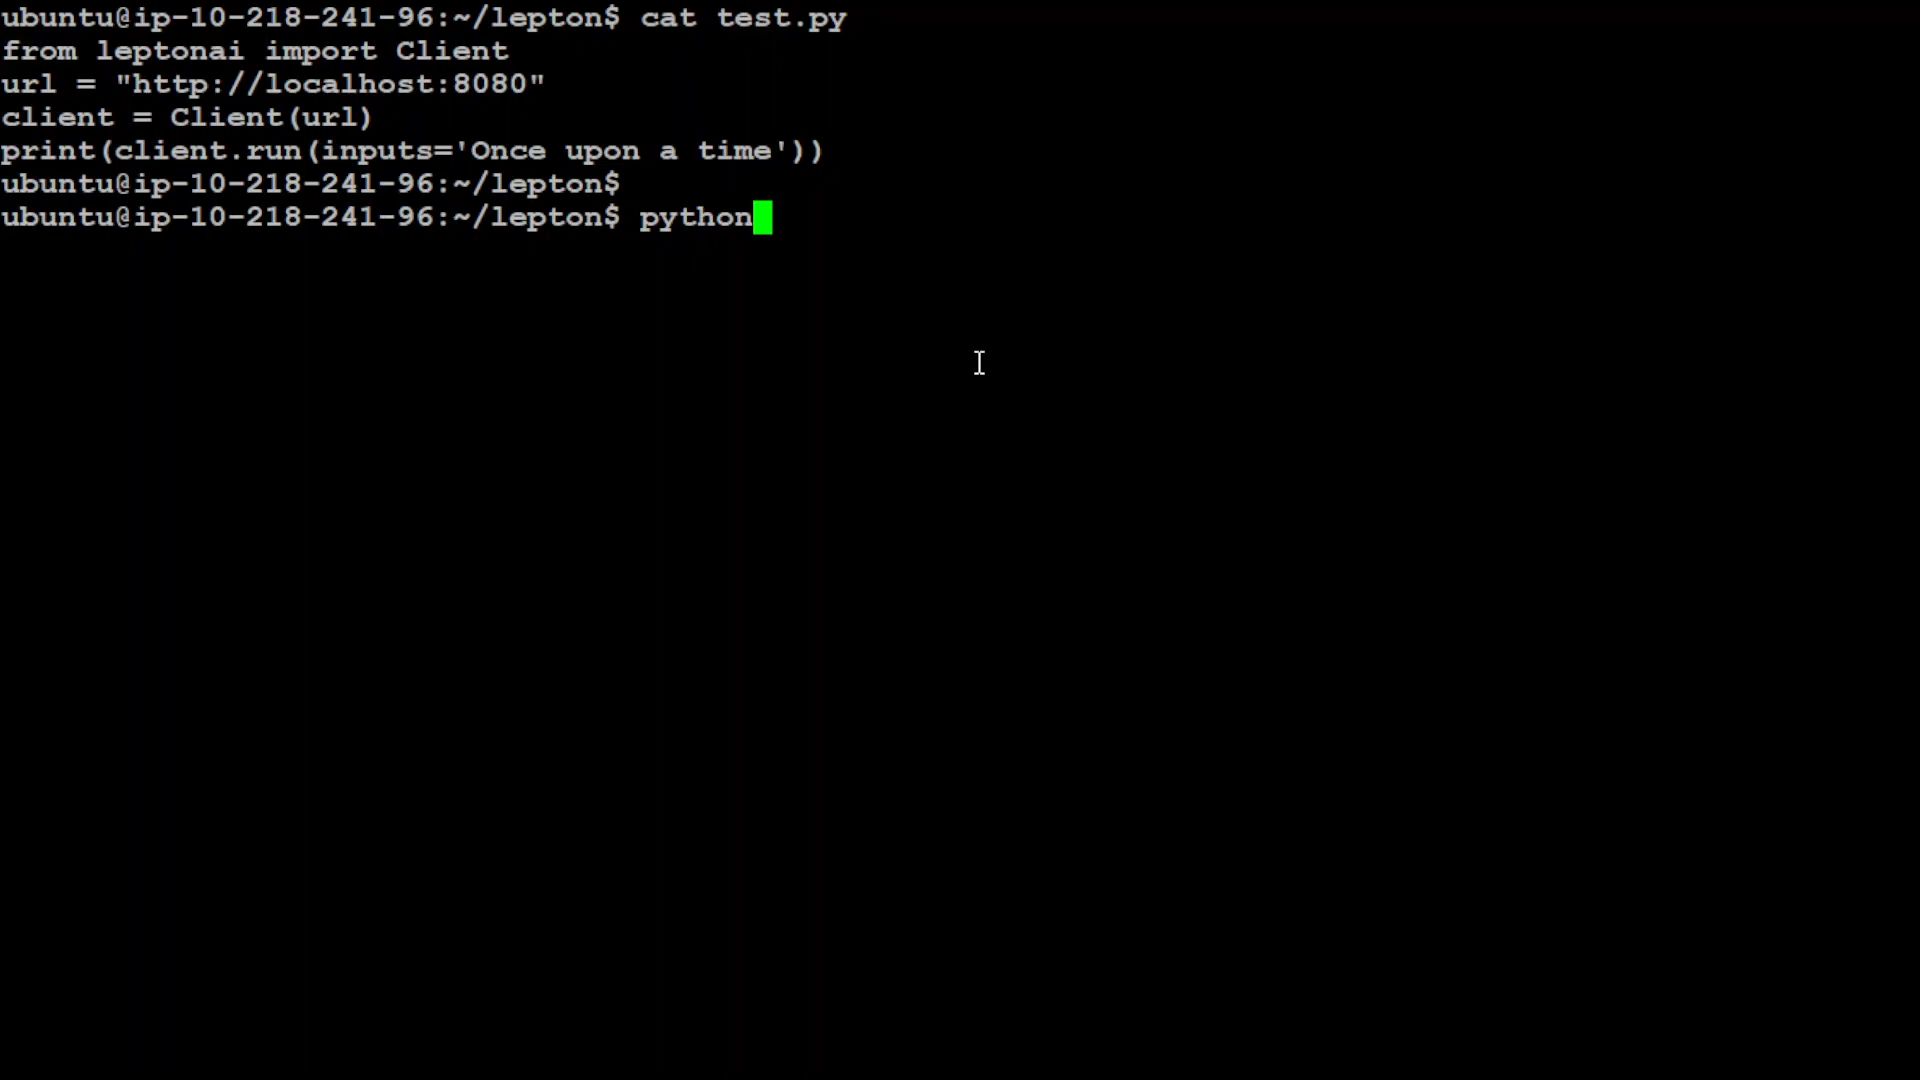 ubuntu@ip-10-218-241-96:~/lepton$ cat test.py
from leptonai import Client
url = "http://localhost:8080"
client = Client(url)
print(client.run(inputs='Once upon a time'))
ubuntu@ip-10-218-241-96:~/lepton$
ubuntu@ip-10-218-241-96:~/lepton$ python